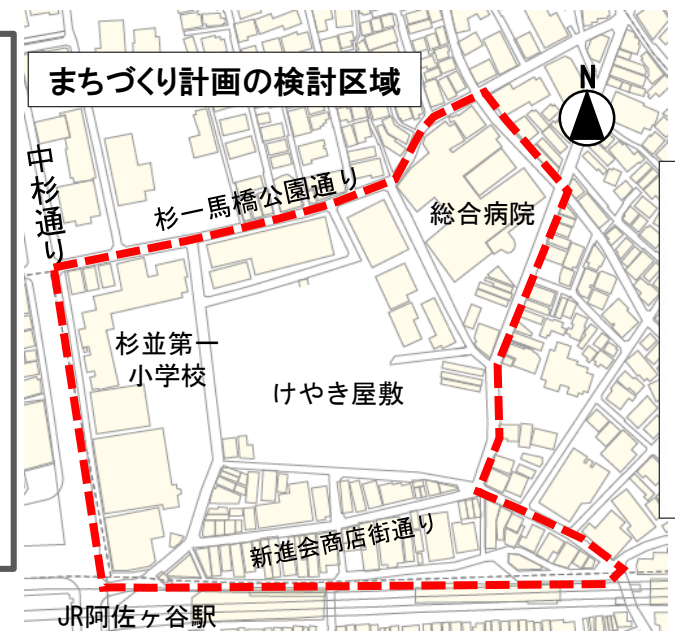 まちづくり計画の検討区域
N
中杉通り
杉一馬橋公園通り
総合病院
杉並第一
小学校
けやき屋敷
新進会商店街通り
JR阿佐ヶ谷駅